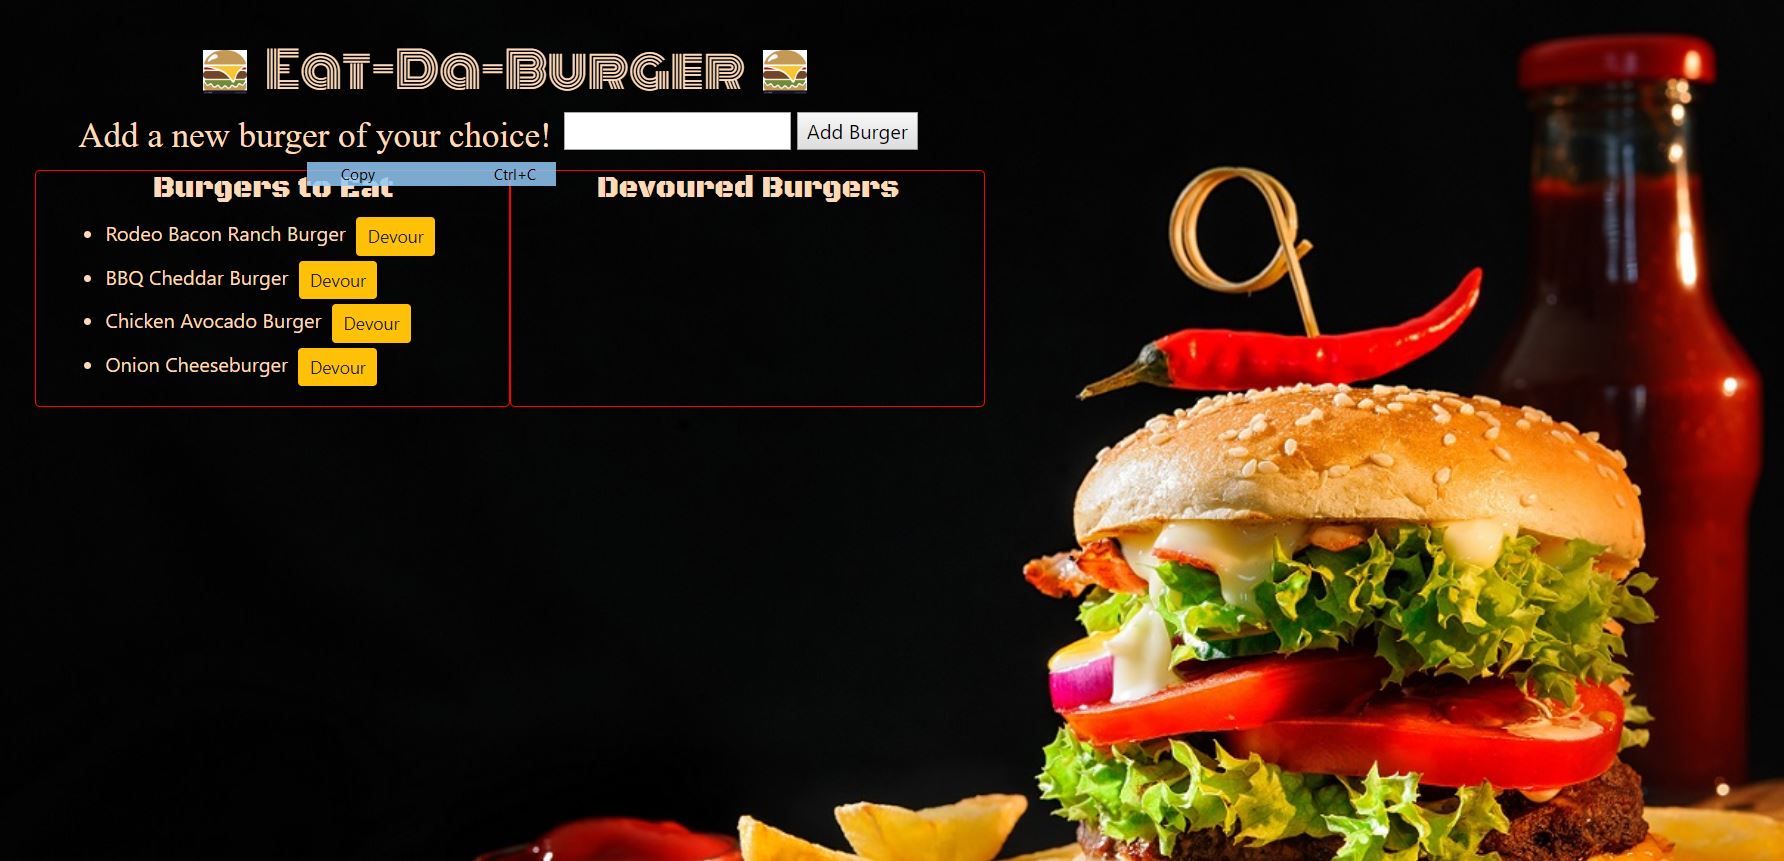 Eat-Da-Burger
Add a new burger of your choice! Add Burger
Copy Ctrl+C
Burgers to Eat
Devoured Burgers
Rodeo Bacon Ranch Burger Devour
BBQ Cheddar Burger Devour
Chicken Avocado Burger Devour
Onion Cheeseburger Devour